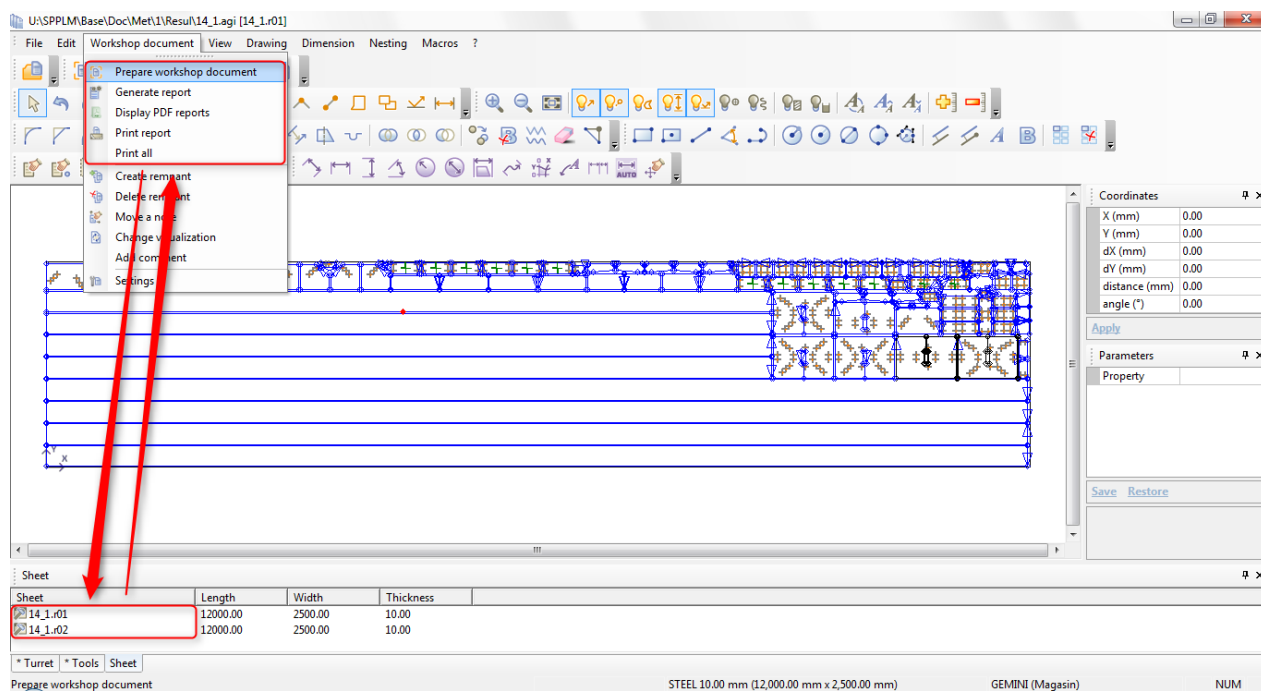 U:\SPPLM\Base\Doc\Met\1\Resul\14_1.agi [14_1.r01]
File Edit Workshop document View Drawing Dimension Nesting Macros ?
Prepare workshop document
Generate report
Display PDF reports
Print report
Print all
Create remnant
Delete remnant
Move a note
Change visualization
Add comment
Settings
A A A
A B
AUTO
Coordinates
X (mm) 0.00
Y (mm) 0.00
dX (mm) 0.00
dY (mm) 0.00
distance (mm) 0.00
angle (°) 0.00
Apply
Parameters
Property
Save Restore
Y
X
Sheet
Sheet Length Width Thickness
14_1.r01 12000.00 2500.00 10.00
14_1.r02 12000.00 2500.00 10.00
* Turret * Tools Sheet
Prepare workshop document STEEL 10.00 mm (12,000.00 mm x 2,500.00 mm) GEMINI (Magasin) NUM